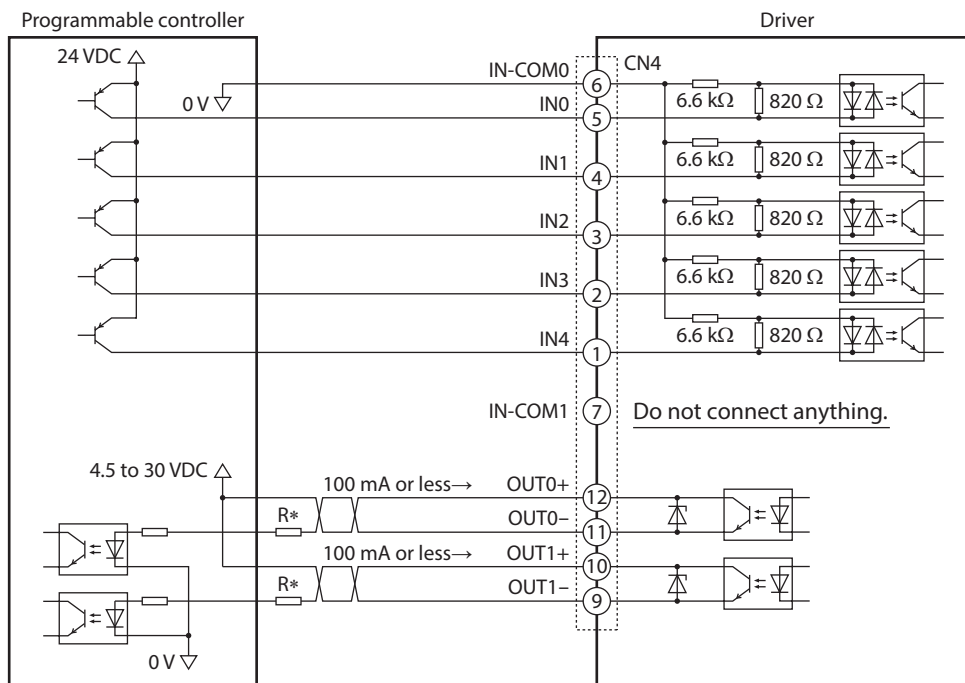 Programmable controller
Driver
24 VDC
IN-COM0
CN4
0 V
6
6.6 kΩ
820 Ω
IN0
5
IN1
6.6 kΩ
820 Ω
4
IN2
6.6 kΩ
820 Ω
3
IN3
6.6 kΩ
820 Ω
2
IN4
6.6 kΩ
820 Ω
1
IN-COM1
7
Do not connect anything.
4.5 to 30 VDC
100 mA or less→
OUT0+
12
R*
OUT0−
11
100 mA or less→
OUT1+
10
R*
OUT1−
9
0 V